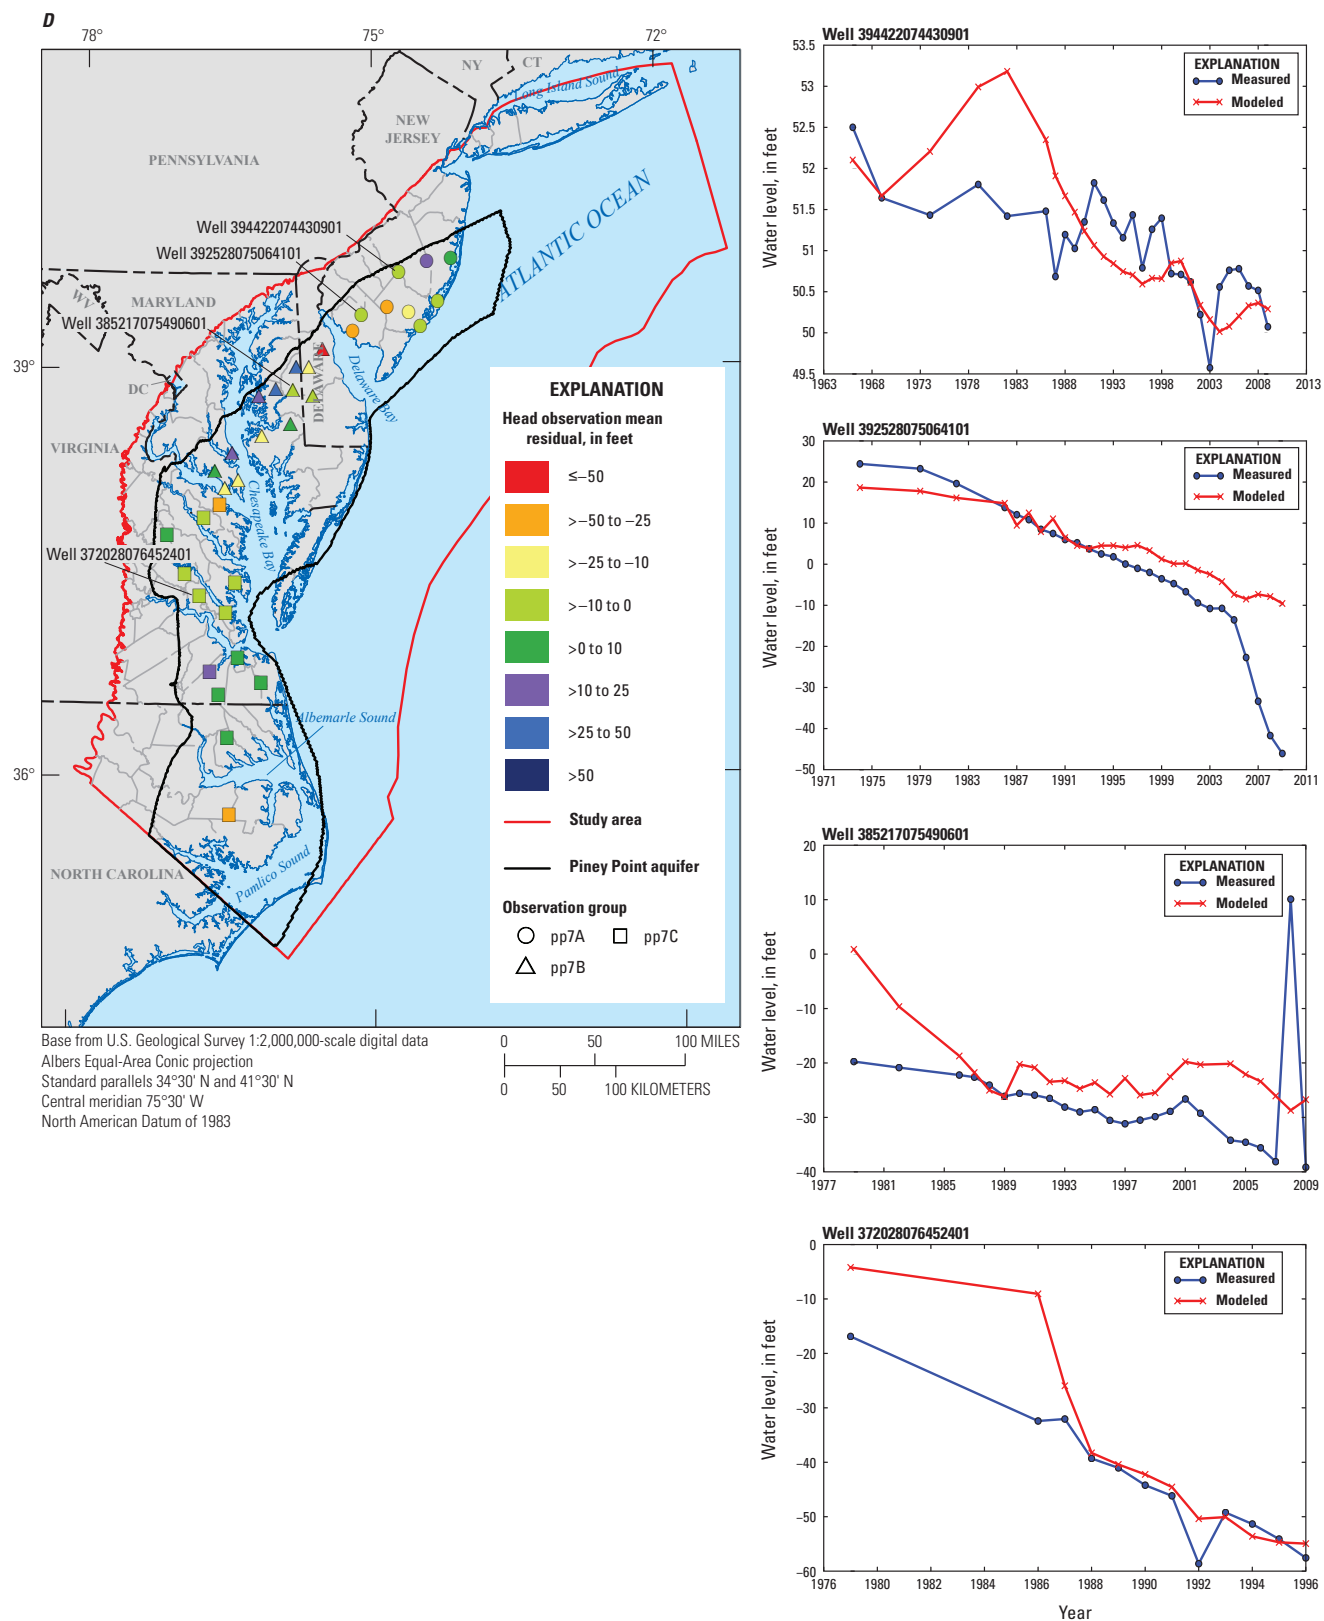 D
78°
75°
72°
NY
CT
Long Island Sound
NEW
JERSEY
PENNSYLVANIA
ATLANTIC OCEAN
Well 394422074430901
Well 392528075064101
WV
MARYLAND
Well 385217075490601
39°
DC
DELAWARE
Delaware Bay
VIRGINIA
Chesapeake Bay
Well 372028076452401
Albemarle Sound
36°
NORTH CAROLINA
Pamlico Sound
EXPLANATION
Head observation mean
residual, in feet
≤–50
>–50 to –25
>–25 to –10
>–10 to 0
>0 to 10
>10 to 25
>25 to 50
>50
Study area
Piney Point aquifer
Observation group
pp7A
pp7C
pp7B
Base from U.S. Geological Survey 1:2,000,000-scale digital data
Albers Equal-Area Conic projection
Standard parallels 34°30' N and 41°30' N
Central meridian 75°30' W
North American Datum of 1983
0 50 100 MILES
0 50 100 KILOMETERS
Well 394422074430901
EXPLANATION
Measured
Modeled
Water level, in feet
53.5
53
52.5
52
51.5
51
50.5
50
49.5
1963 1968 1973 1978 1983 1988 1993 1998 2003 2008 2013
Well 392528075064101
EXPLANATION
Measured
Modeled
Water level, in feet
30
20
10
0
–10
–20
–30
–40
–50
1971 1975 1979 1983 1987 1991 1995 1999 2003 2007 2011
Well 385217075490601
EXPLANATION
Measured
Modeled
Water level, in feet
20
10
0
–10
–20
–30
–40
1977 1981 1985 1989 1993 1997 2001 2005 2009
Well 372028076452401
EXPLANATION
Measured
Modeled
Water level, in feet
0
–10
–20
–30
–40
–50
–60
1976 1980 1982 1984 1986 1988 1990 1992 1994 1996
Year